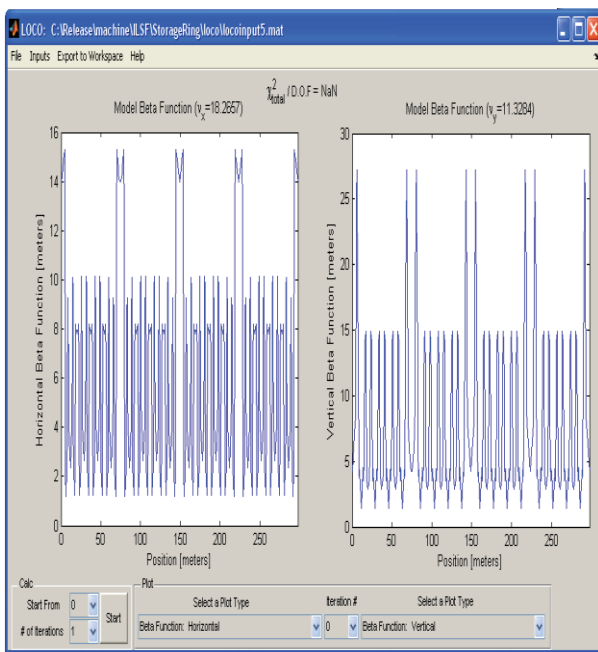 LOCO: C:\Release\machine\ILSF\StorageRing\loco\locoinput5.mat
File Inputs Export to Workspace Help
χ²total / D.O.F = NaN
Model Beta Function (νx=18.2657)
16
14
12
10
8
6
4
2
0
Horizontal Beta Function [meters]
0 50 100 150 200 250
Position [meters]
Model Beta Function (νy=11.3284)
30
25
20
15
10
5
0
Vertical Beta Function [meters]
0 50 100 150 200 250
Position [meters]
Calc
Start From 0
# of Iterations 1
Start
Plot
Select a Plot Type Iteration # Select a Plot Type
Beta Function: Horizontal 0 Beta Function: Vertical